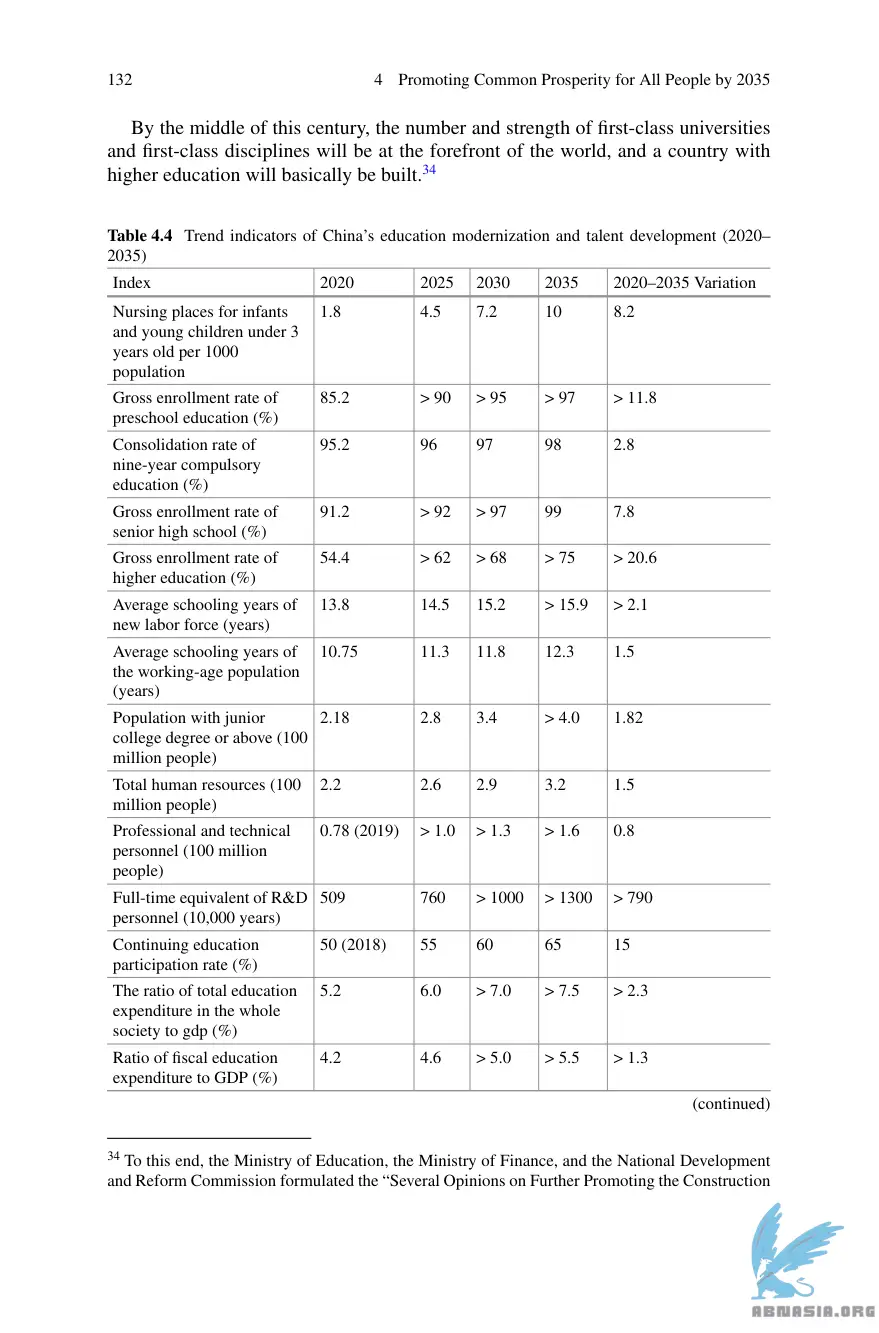 132 4 Promoting Common Prosperity for All People by 2035
By the middle of this century, the number and strength of first-class universities
and first-class disciplines will be at the forefront of the world, and a country with
higher education will basically be built.34
Table 4.4 Trend indicators of China's education modernization and talent development (2020–
2035)
Index 2020 2025 2030 2035 2020–2035 Variation
Nursing places for infants 1.8 4.5 7.2 10 8.2
and young children under 3
years old per 1000
population
Gross enrollment rate of 85.2 > 90 > 95 > 97 > 11.8
preschool education (%)
Consolidation rate of 95.2 96 97 98 2.8
nine-year compulsory
education (%)
Gross enrollment rate of 91.2 > 92 > 97 99 7.8
senior high school (%)
Gross enrollment rate of 54.4 > 62 > 68 > 75 > 20.6
higher education (%)
Average schooling years of 13.8 14.5 15.2 > 15.9 > 2.1
new labor force (years)
Average schooling years of 10.75 11.3 11.8 12.3 1.5
the working-age population
(years)
Population with junior 2.18 2.8 3.4 > 4.0 1.82
college degree or above (100
million people)
Total human resources (100 2.2 2.6 2.9 3.2 1.5
million people)
Professional and technical 0.78 (2019) > 1.0 > 1.3 > 1.6 0.8
personnel (100 million
people)
Full-time equivalent of R&D 509 760 > 1000 > 1300 > 790
personnel (10,000 years)
Continuing education 50 (2018) 55 60 65 15
participation rate (%)
The ratio of total education 5.2 6.0 > 7.0 > 7.5 > 2.3
expenditure in the whole
society to gdp (%)
Ratio of fiscal education 4.2 4.6 > 5.0 > 5.5 > 1.3
expenditure to GDP (%)
(continued)
34 To this end, the Ministry of Education, the Ministry of Finance, and the National Development
and Reform Commission formulated the “Several Opinions on Further Promoting the Construction
ABNASIA.ORG